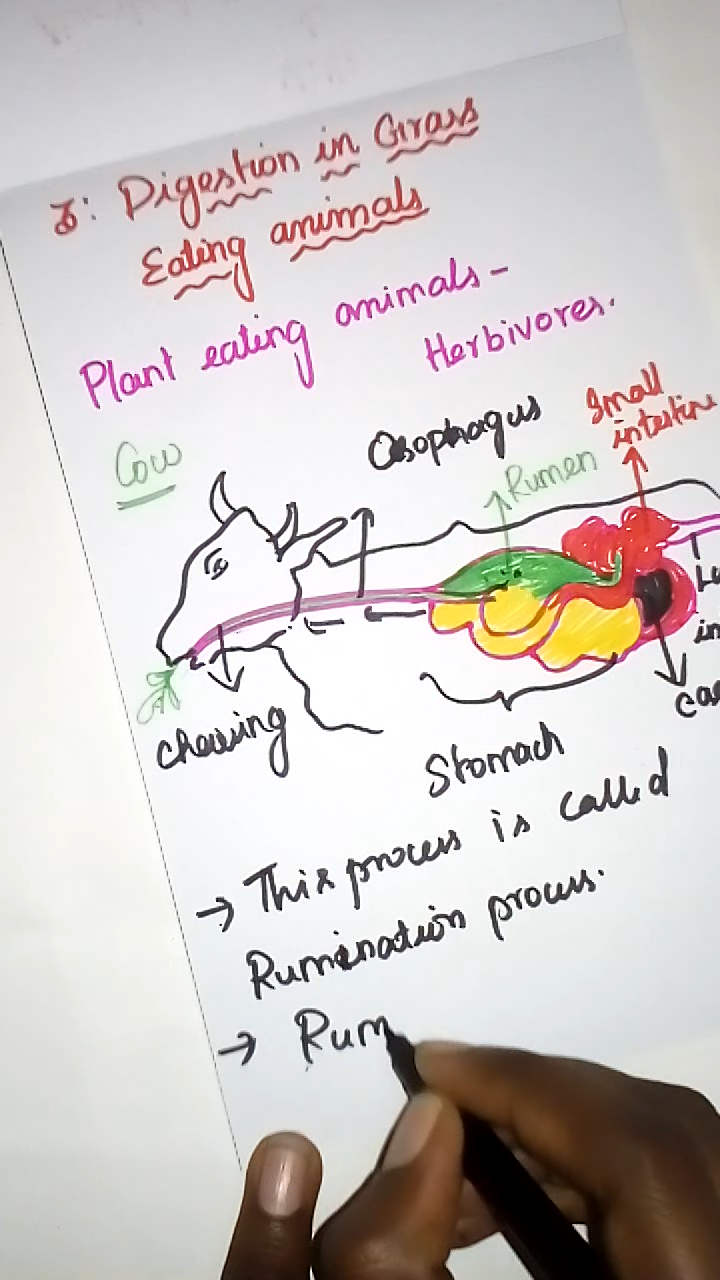 Digestion in Grass
Eating animals
Plant eating animals -
Herbivores.
Cow
Oesophagus
Small
intestine
Rumen
in
chewing
Stomach
→ This process is called
Rumination process.
→ Rum